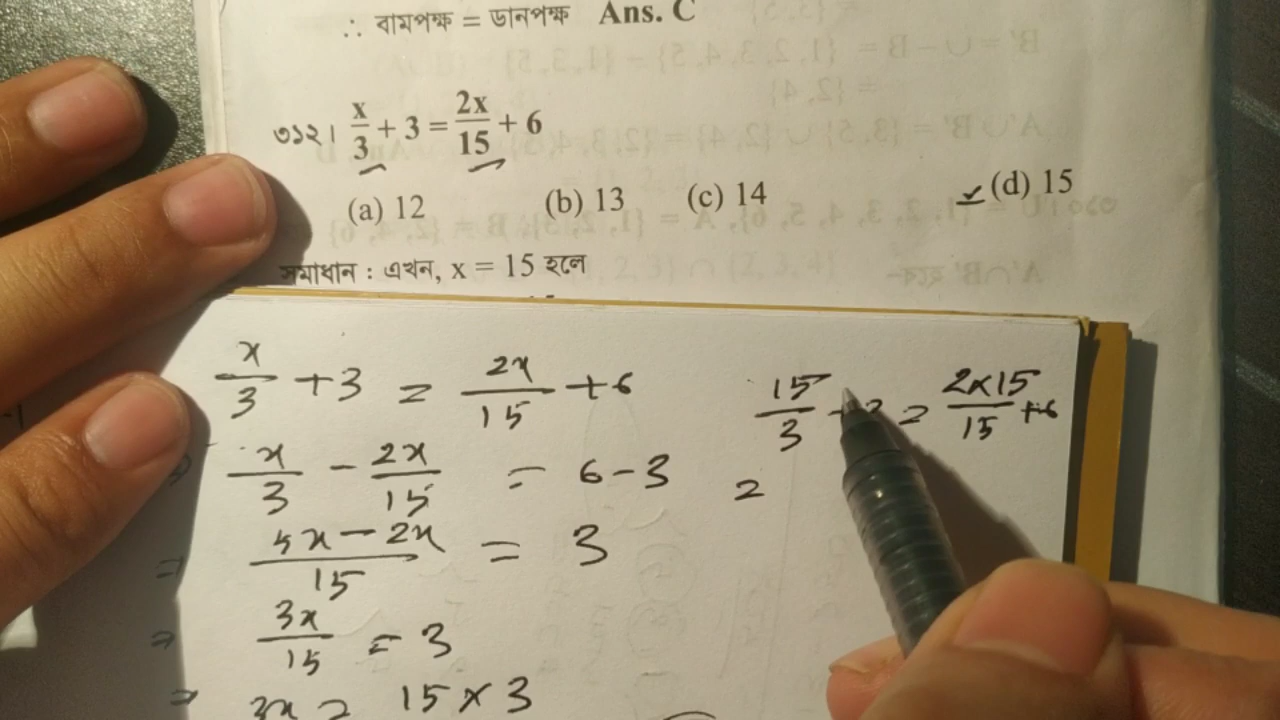 ∴ বামপক্ষ = ডানপক্ষ Ans. C
৩১২। x/3 + 3 = 2x/15 + 6
(a) 12 (b) 13 (c) 14 (d) 15
সমাধান : এখন, x = 15 হলে
x/3 + 3 = 2x/15 + 6
x/3 - 2x/15 = 6 - 3
5x - 2x/15 = 3
⇒ 3x/15 = 3
⇒ 3x = 15 × 3
15/3 + 3 = 2×15/15 + 6
=